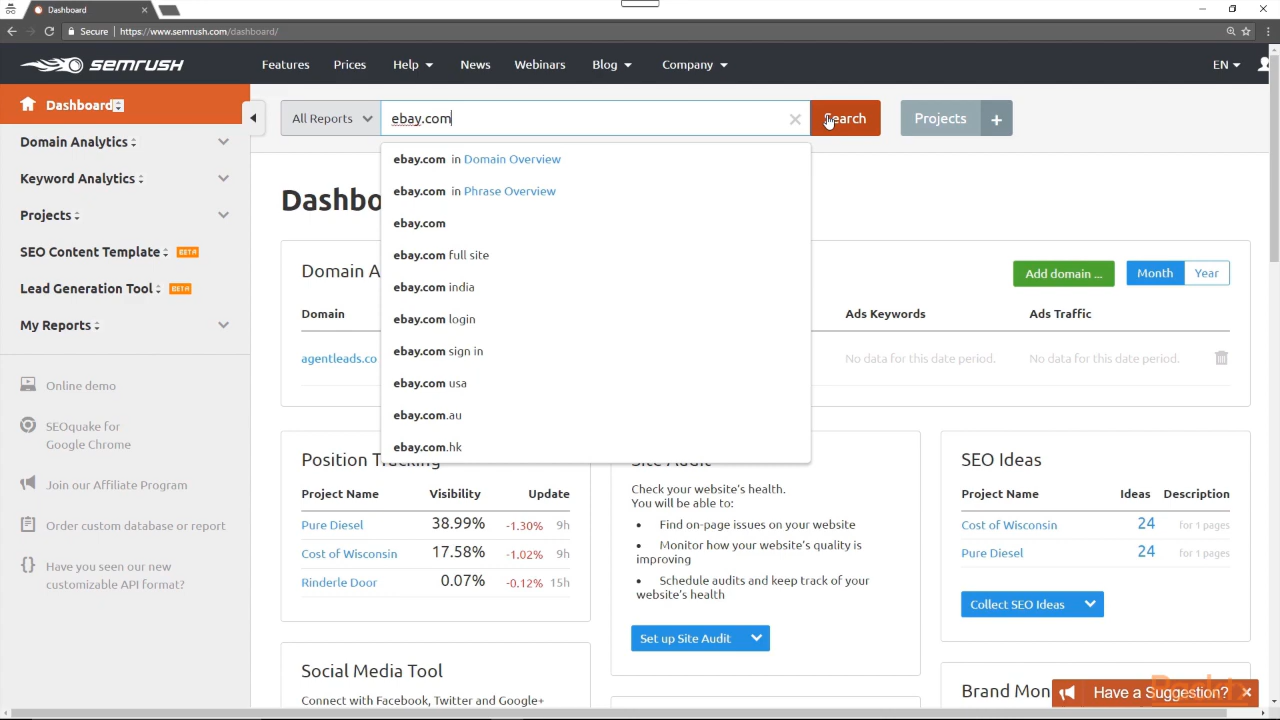 Dashboard
Secure
https://www.semrush.com/dashboard/
semrush
Features
Prices
Help
News
Webinars
Blog
Company
EN
Dashboard
Domain Analytics
Keyword Analytics
Projects
SEO Content Template BETA
Lead Generation Tool BETA
My Reports
Online demo
SEOquake for
Google Chrome
Join our Affiliate Program
Order custom database or report
Have you seen our new
customizable API format?
All Reports
ebay.com
Search
Projects
ebay.com in Domain Overview
ebay.com in Phrase Overview
ebay.com
ebay.com full site
ebay.com india
ebay.com login
ebay.com sign in
ebay.com usa
ebay.com.au
ebay.com.hk
Dashbo
Domain A
Add domain ...
Month
Year
Domain
Ads Keywords
Ads Traffic
agentleads.co
No data for this date period.
No data for this date period.
Position Tracking
Project Name Visibility Update
Pure Diesel 38.99% -1.30% 9h
Cost of Wisconsin 17.58% -1.02% 9h
Rinderle Door 0.07% -0.12% 15h
Site Audit
Check your website's health.
You will be able to:
• Find on-page issues on your website
• Monitor how your website's quality is
improving
• Schedule audits and keep track of your
website's health
Set up Site Audit
SEO Ideas
Project Name Ideas Description
Cost of Wisconsin 24 for 1 pages
Pure Diesel 24 for 1 pages
Collect SEO Ideas
Social Media Tool
Connect with Facebook, Twitter and Google+
Brand Mon
Have a Suggestion?
Packt